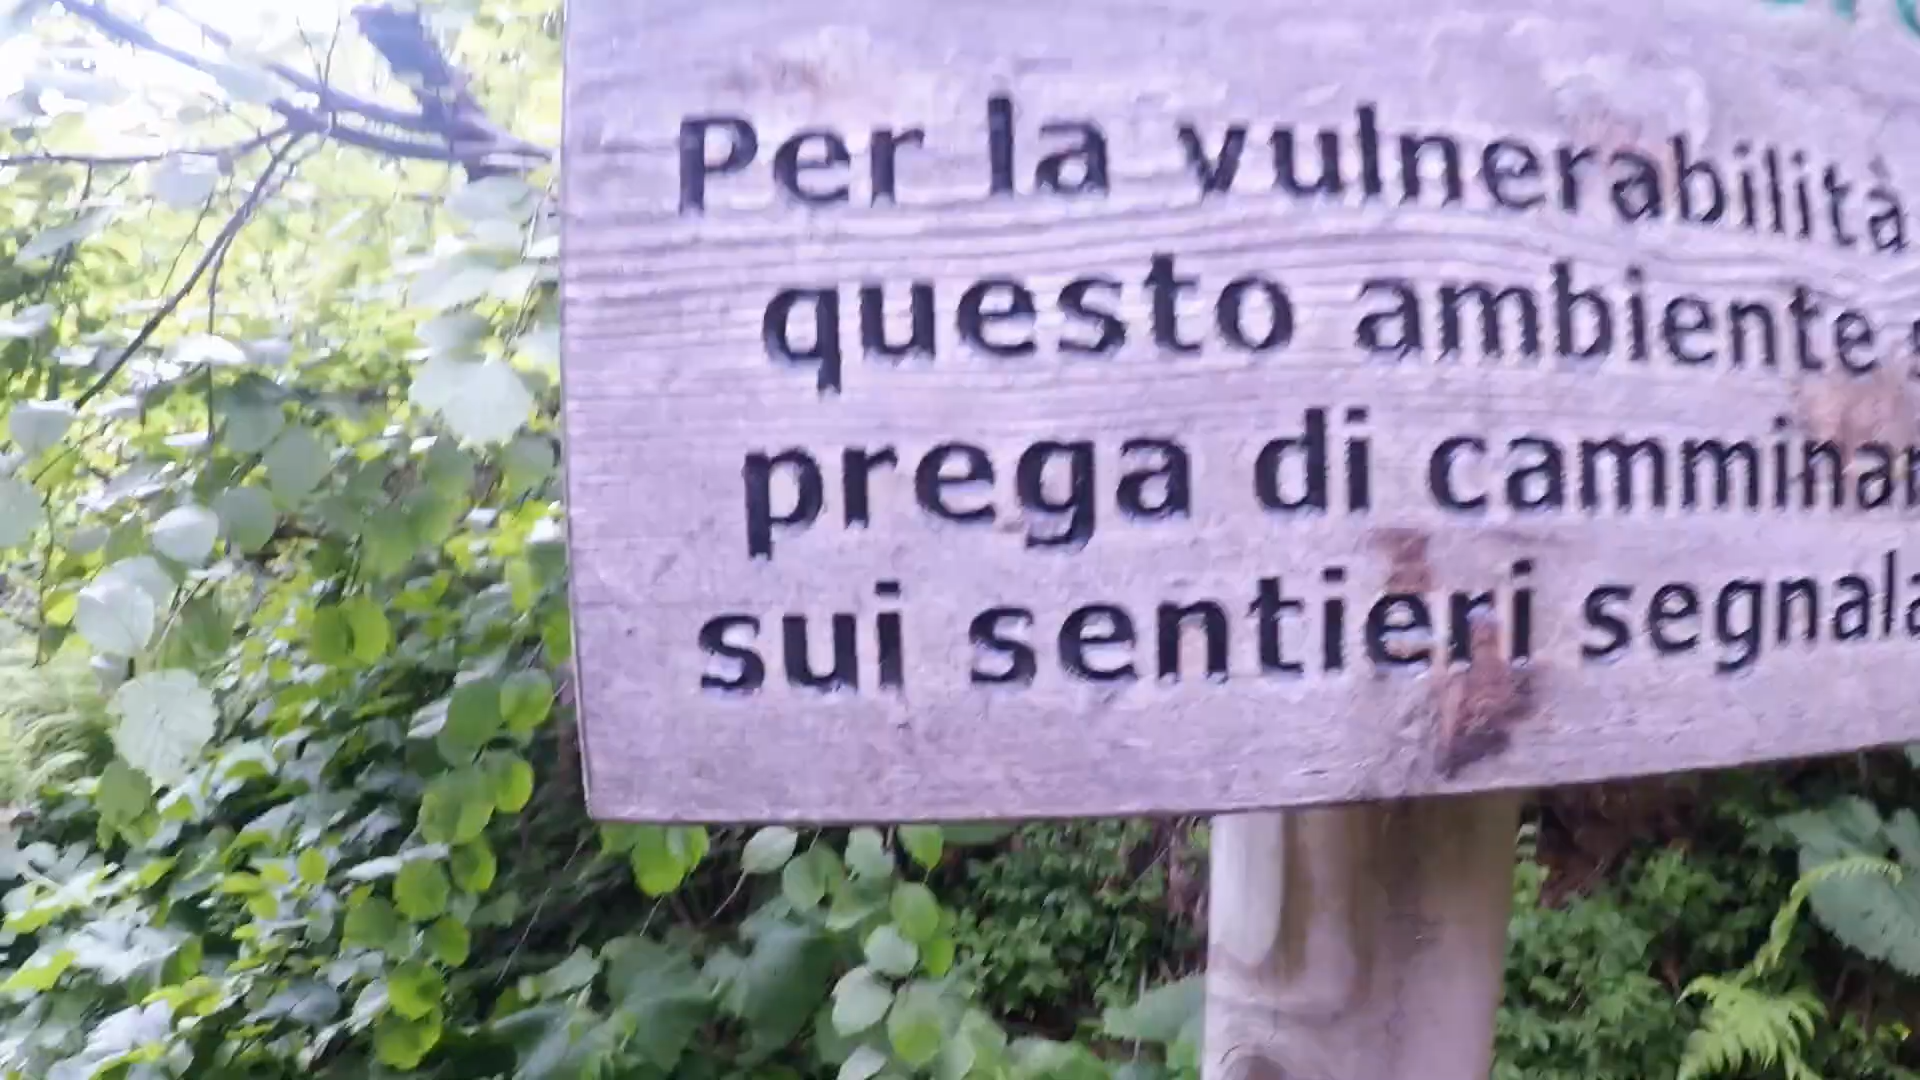 Per la vulnerabilità
questo ambiente s
prega di camminar
sui sentieri segnala